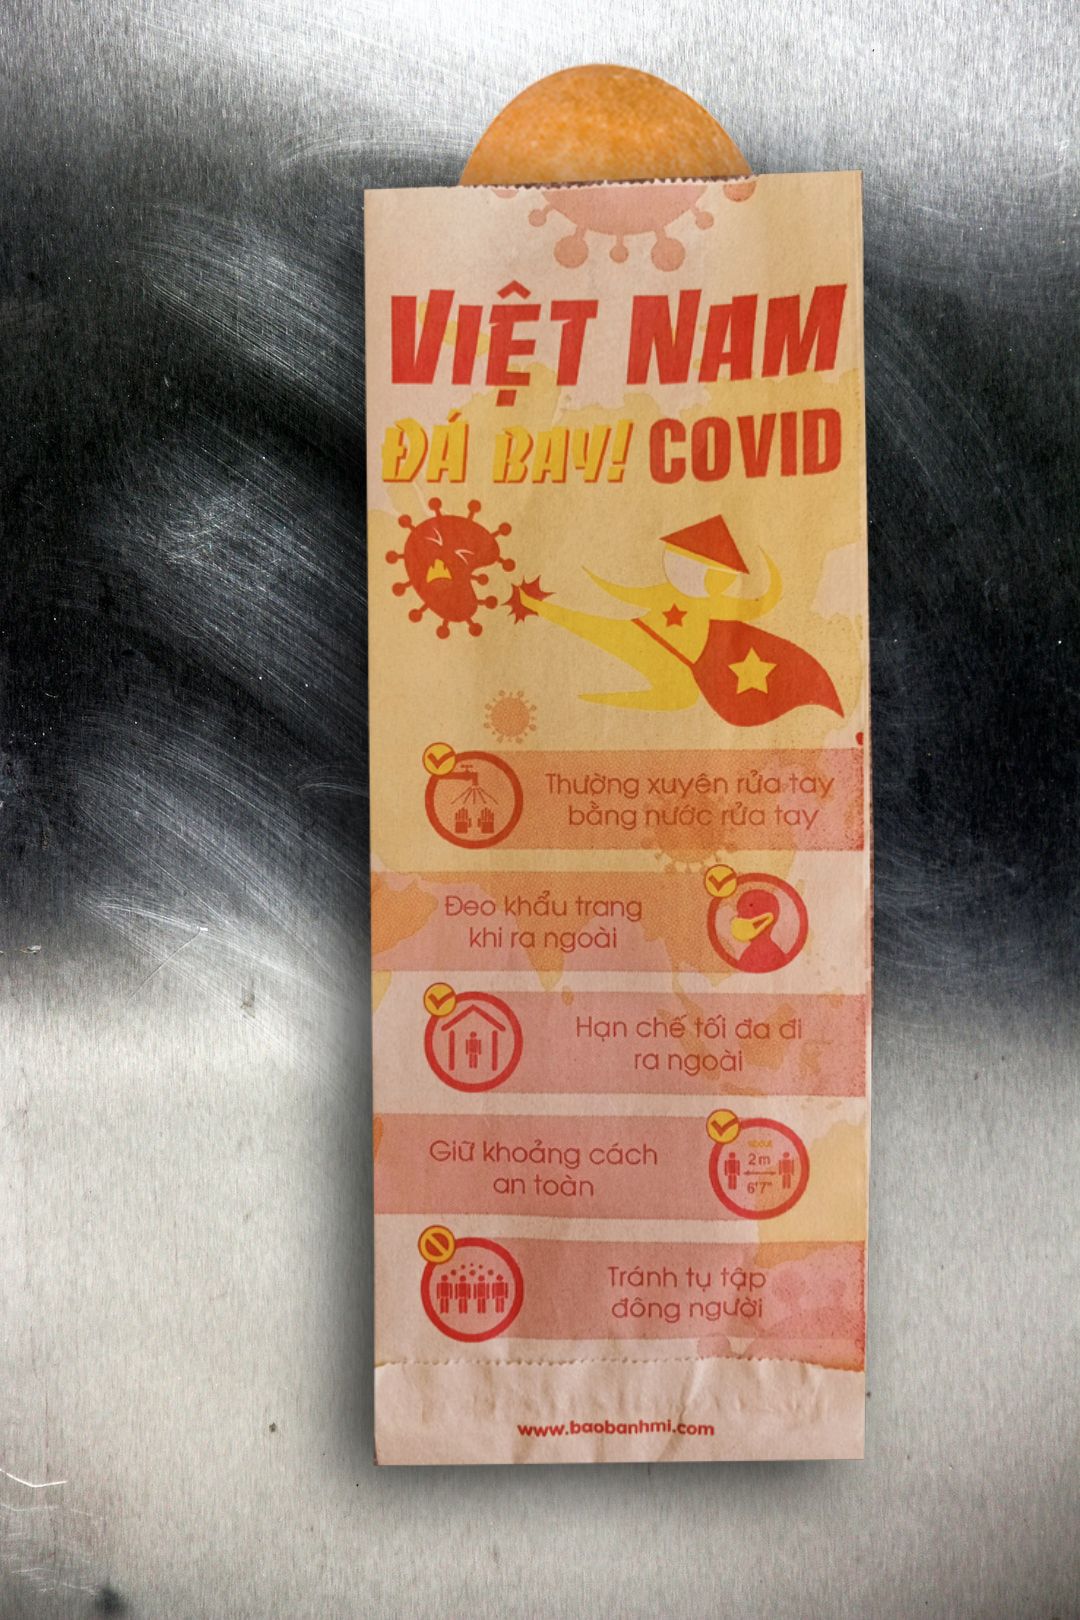 VIỆT NAM
ĐÁ BAY! COVID
Thường xuyên rửa tay
bằng nước rửa tay
Đeo khẩu trang
khi ra ngoài
Hạn chế tối đa đi
ra ngoài
Giữ khoảng cách
an toàn
about
2m
6'7"
Tránh tụ tập
đông người
www.baobanhmi.com